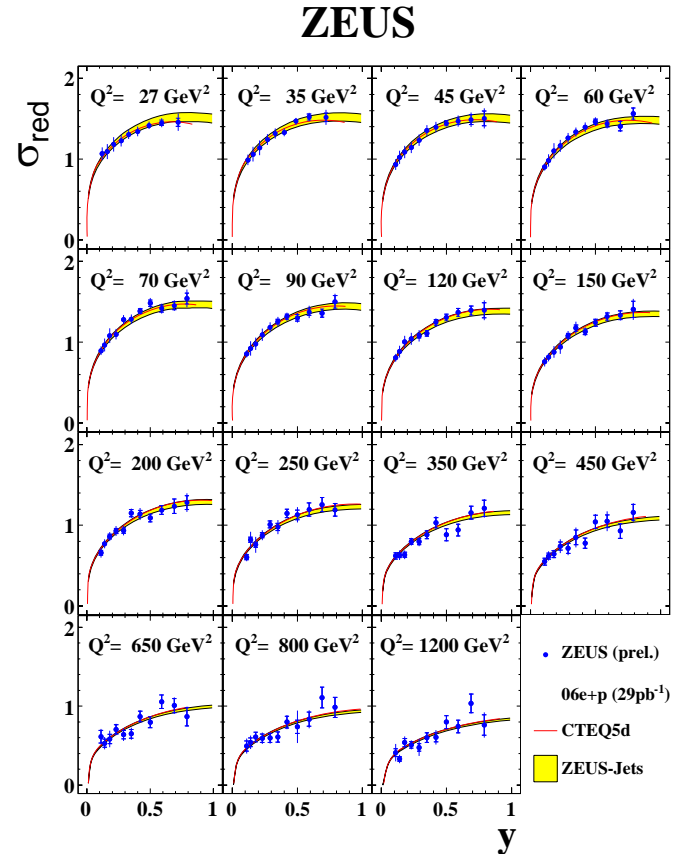 ZEUS
σred
2
1
0
Q²= 27 GeV²
Q²= 35 GeV²
Q²= 45 GeV²
Q²= 60 GeV²
2
1
0
Q²= 70 GeV²
Q²= 90 GeV²
Q²= 120 GeV²
Q²= 150 GeV²
2
1
0
Q²= 200 GeV²
Q²= 250 GeV²
Q²= 350 GeV²
Q²= 450 GeV²
2
1
0
Q²= 650 GeV²
Q²= 800 GeV²
Q²= 1200 GeV²
0 0.5 1
0 0.5 1
0 0.5 1
y
ZEUS (prel.)
06e+p (29pb⁻¹)
CTEQ5d
ZEUS-Jets